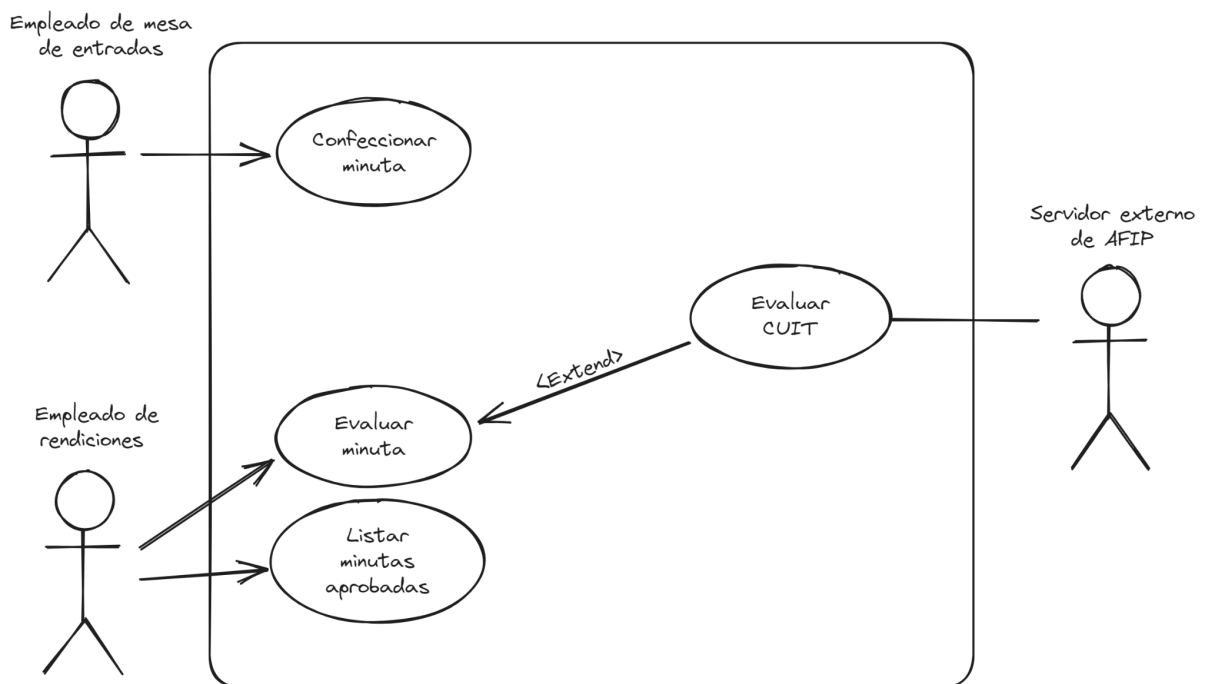 Empleado de mesa
de entradas
Confeccionar
minuta
Servidor externo
de AFIP
Evaluar
CUIT
<Extend>
Empleado de
rendiciones
Evaluar
minuta
Listar
minutas
aprobadas